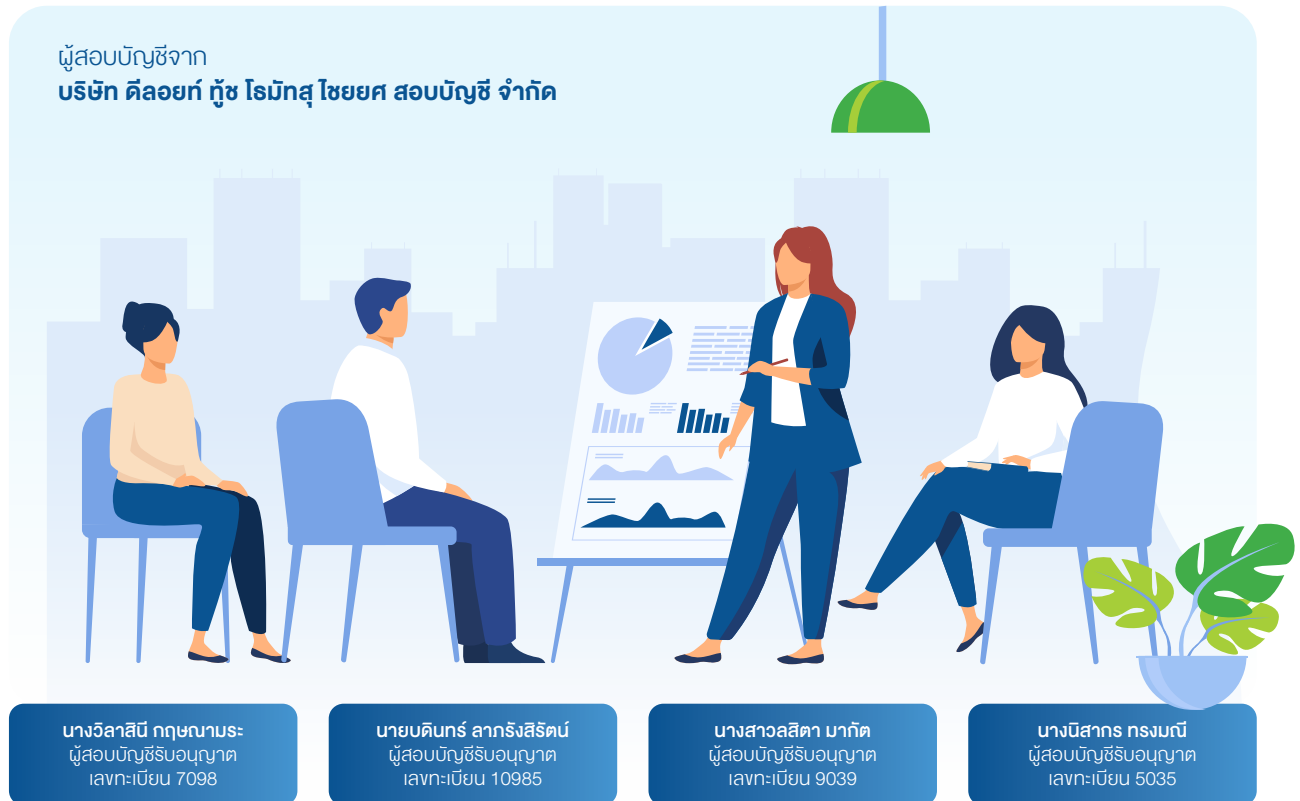 ผู้สอบบัญชีจาก
บริษัท ดีลอยท์ ทู้ช โธมัทสุ ไชยยศ สอบบัญชี จำกัด
นางวิลาสินี กฤษณามระ
ผู้สอบบัญชีรับอนุญาต
เลขทะเบียน 7098
นายบดินทร์ ลาภรังสิรัตน์
ผู้สอบบัญชีรับอนุญาต
เลขทะเบียน 10985
นางสาวลสิตา มากัต
ผู้สอบบัญชีรับอนุญาต
เลขทะเบียน 9039
นางนิสากร ทรงมณี
ผู้สอบบัญชีรับอนุญาต
เลขทะเบียน 5035